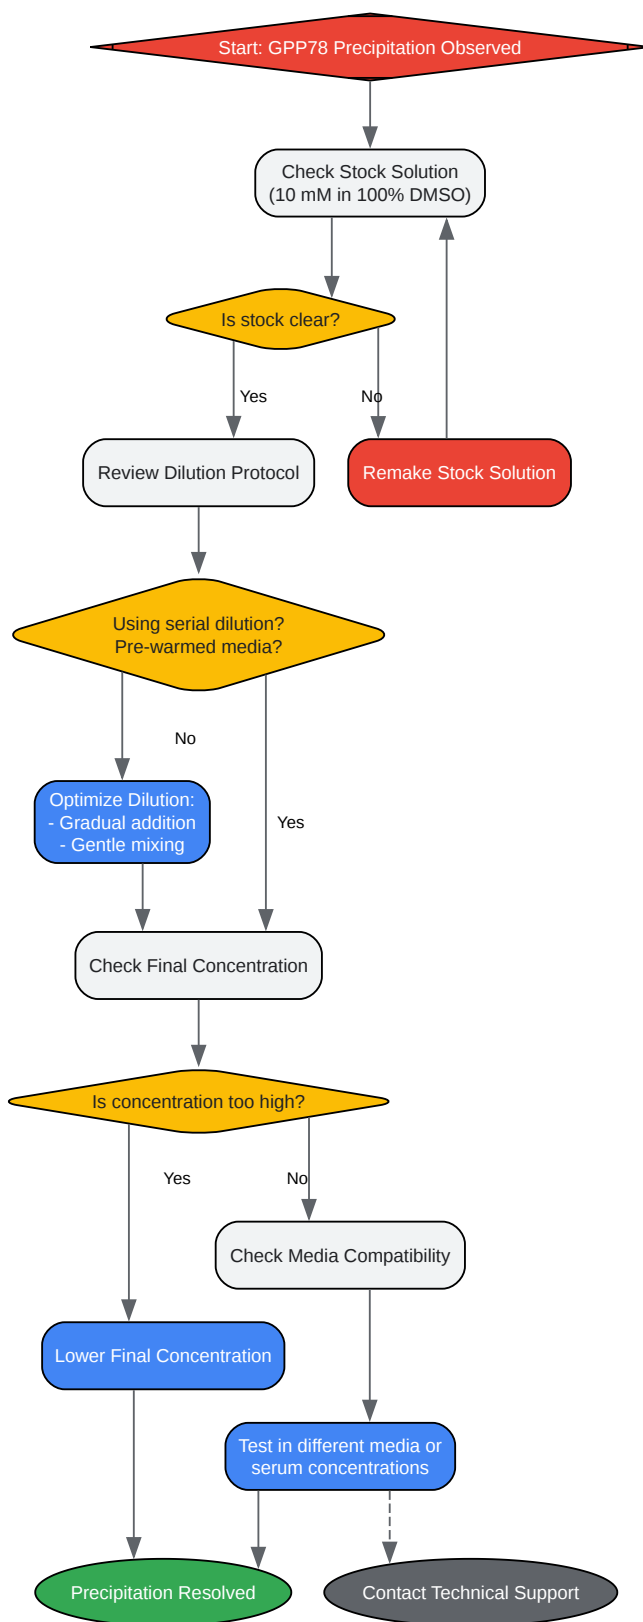 Start: GPP78 Precipitation Observed
Check Stock Solution
(10 mM in 100% DMSO)
Is stock clear?
Yes
No
Review Dilution Protocol
Remake Stock Solution
Using serial dilution?
Pre-warmed media?
No
Optimize Dilution:
- Gradual addition
- Gentle mixing
Yes
Check Final Concentration
Is concentration too high?
Yes
No
Check Media Compatibility
Lower Final Concentration
Test in different media or
serum concentrations
Precipitation Resolved
Contact Technical Support